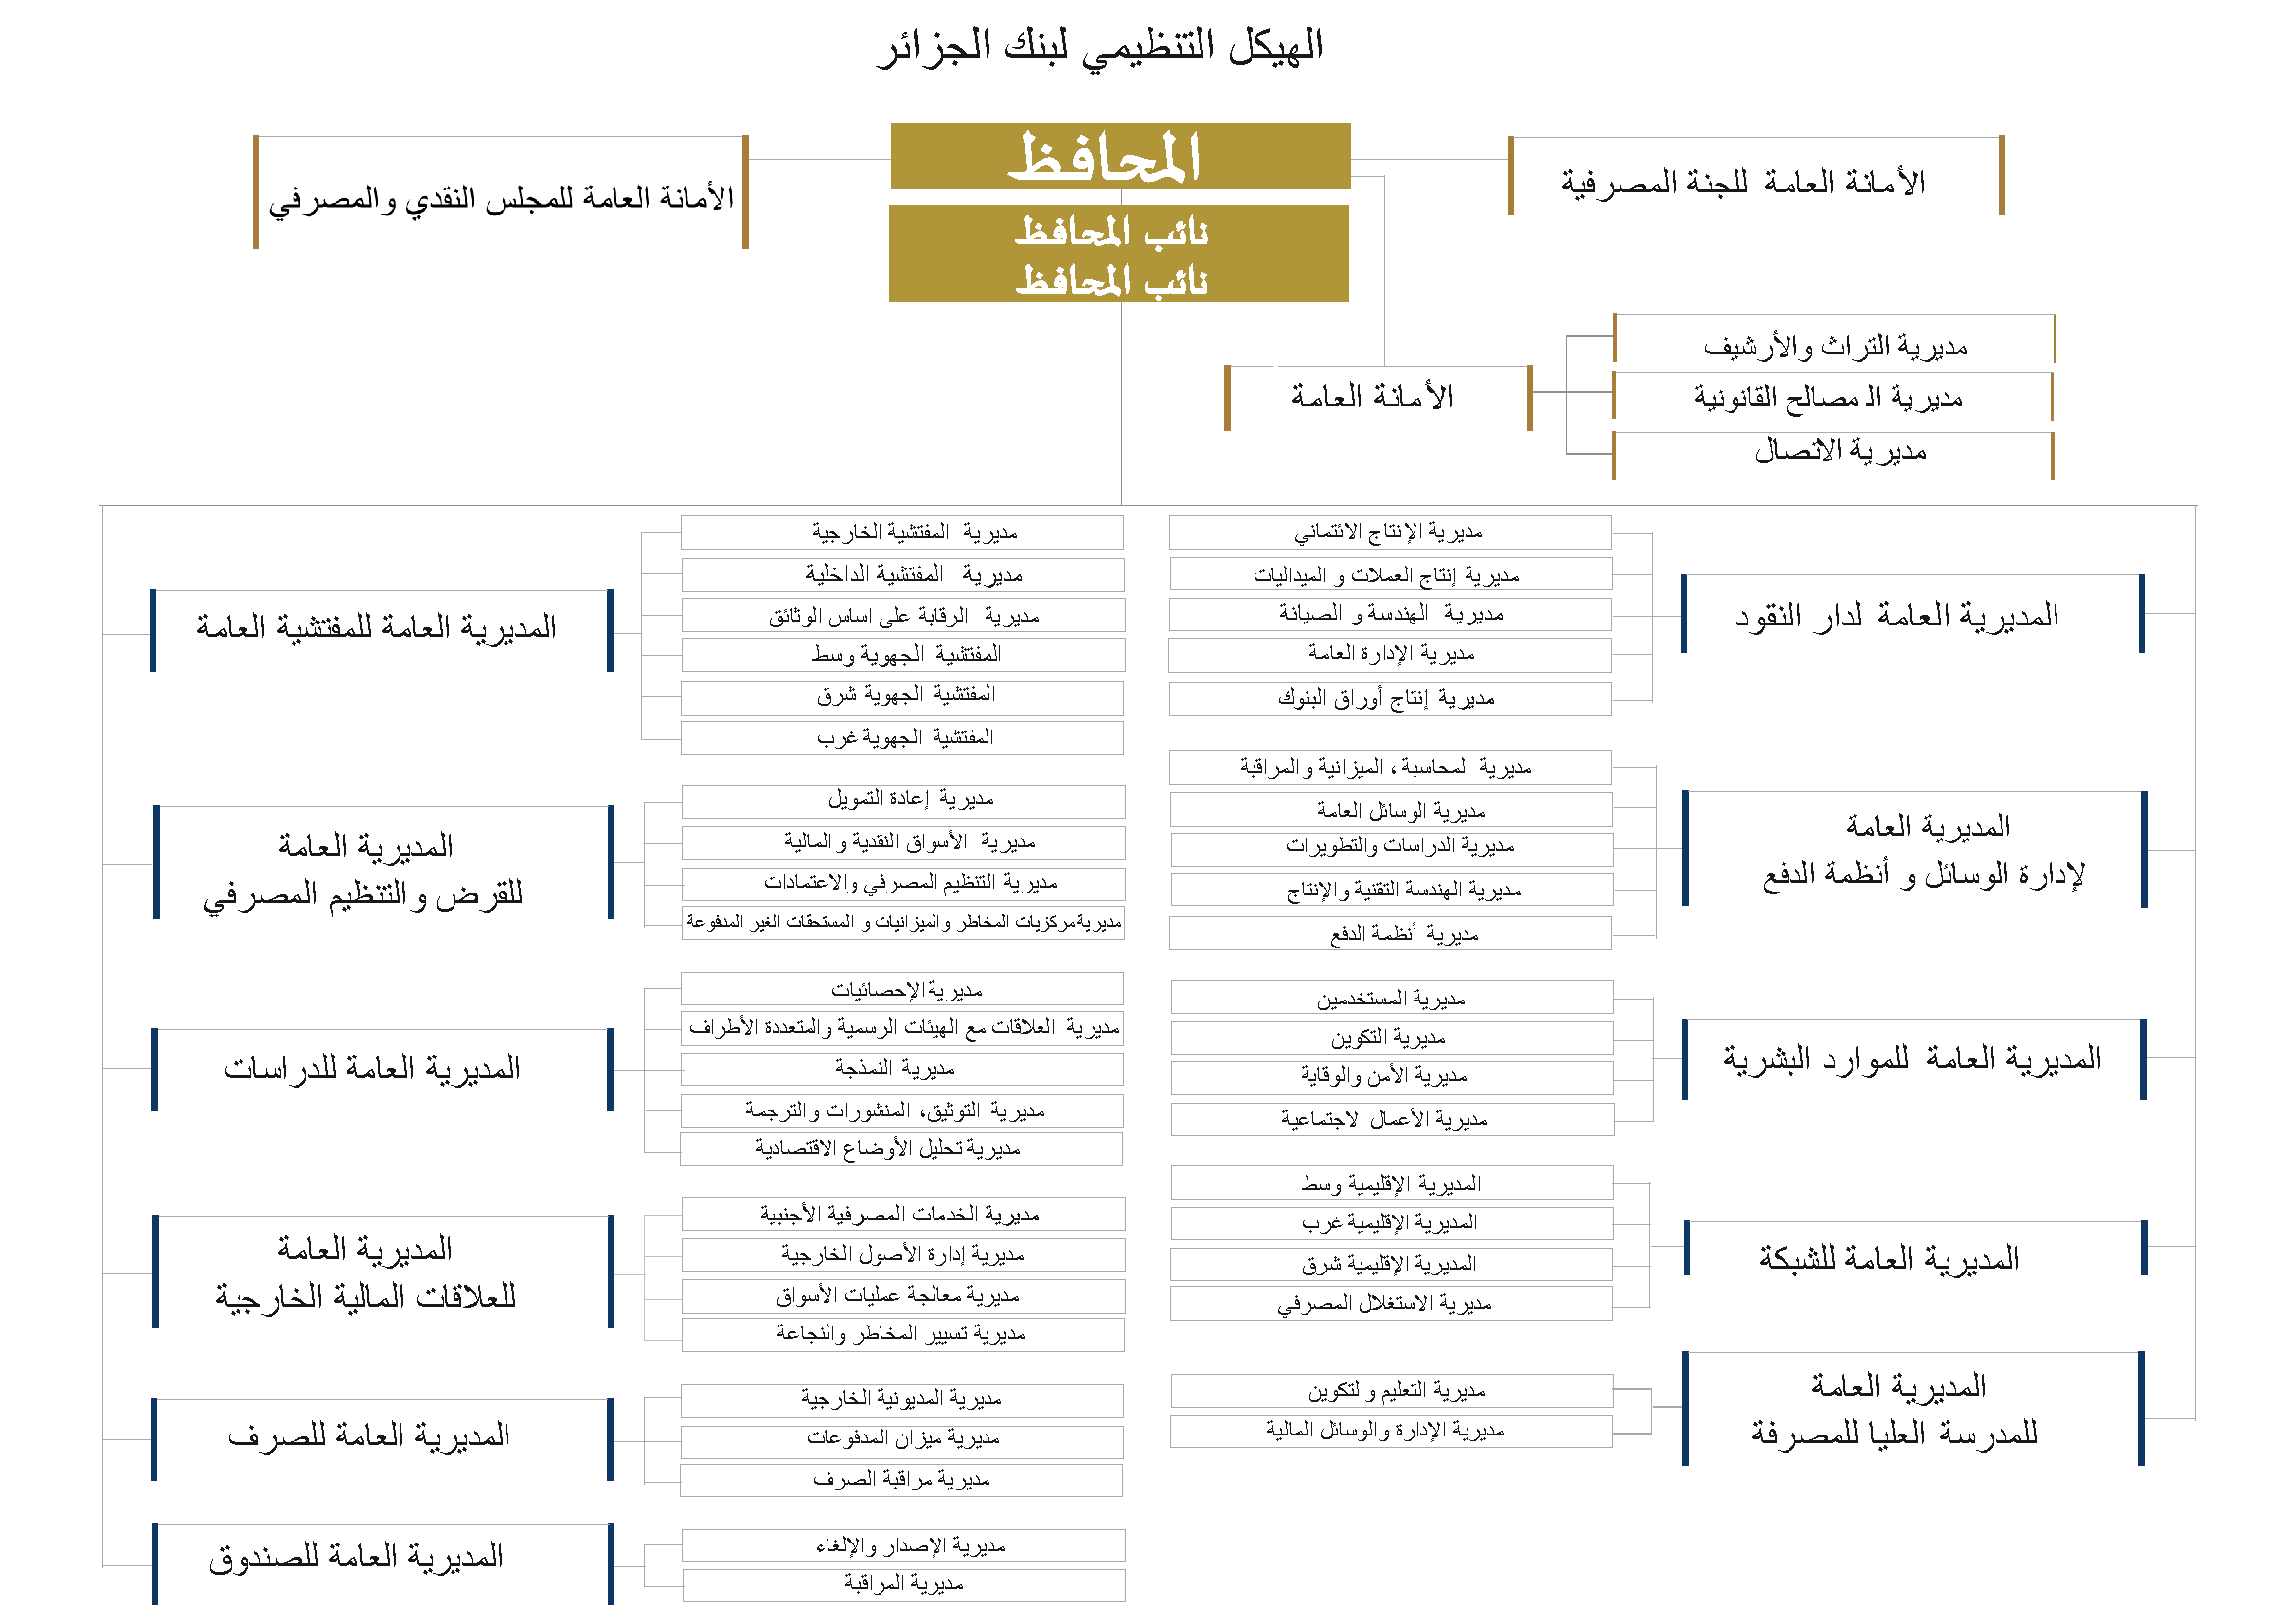 الهيكل التنظيمي لبنك الجزائر
المحافظ
نائب المحافظ
نائب المحافظ
الأمانة العامة للجنة المصرفية
الأمانة العامة للمجلس النقدي والمصرفي
الأمانة العامة
مديرية التراث والأرشيف
مديرية الـ مصالح القانونية
مديرية الاتصال
المديرية العامة لدار النقود
مديرية الإنتاج الائتماني
مديرية إنتاج العملات و الميداليات
مديرية الهندسة و الصيانة
مديرية الإدارة العامة
مديرية إنتاج أوراق البنوك
المديرية العامة
لإدارة الوسائل و أنظمة الدفع
مديرية المحاسبة، الميزانية والمراقبة
مديرية الوسائل العامة
مديرية الدراسات والتطويرات
مديرية الهندسة التقنية والإنتاج
مديرية أنظمة الدفع
المديرية العامة للموارد البشرية
مديرية المستخدمين
مديرية التكوين
مديرية الأمن والوقاية
مديرية الأعمال الاجتماعية
المديرية العامة للشبكة
المديرية الإقليمية وسط
المديرية الإقليمية غرب
المديرية الإقليمية شرق
مديرية الاستغلال المصرفي
المديرية العامة
للمدرسة العليا للمصرفة
مديرية التعليم والتكوين
مديرية الإدارة والوسائل المالية
المديرية العامة للمفتشية العامة
مديرية المفتشية الخارجية
مديرية المفتشية الداخلية
مديرية الرقابة على اساس الوثائق
المفتشية الجهوية وسط
المفتشية الجهوية شرق
المفتشية الجهوية غرب
المديرية العامة
للقرض والتنظيم المصرفي
مديرية إعادة التمويل
مديرية الأسواق النقدية و المالية
مديرية التنظيم المصرفي والاعتمادات
مديرية مركزيات المخاطر والميزانيات و المستحقات الغير المدفوعة
المديرية العامة للدراسات
مديرية الإحصائيات
مديرية العلاقات مع الهيئات الرسمية والمتعددة الأطراف
مديرية النمذجة
مديرية التوثيق، المنشورات والترجمة
مديرية تحليل الأوضاع الاقتصادية
المديرية العامة
للعلاقات المالية الخارجية
مديرية الخدمات المصرفية الأجنبية
مديرية إدارة الأصول الخارجية
مديرية معالجة عمليات الأسواق
مديرية تسيير المخاطر والنجاعة
المديرية العامة للصرف
مديرية المديونية الخارجية
مديرية ميزان المدفوعات
مديرية مراقبة الصرف
المديرية العامة للصندوق
مديرية الإصدار والإلغاء
مديرية المراقبة